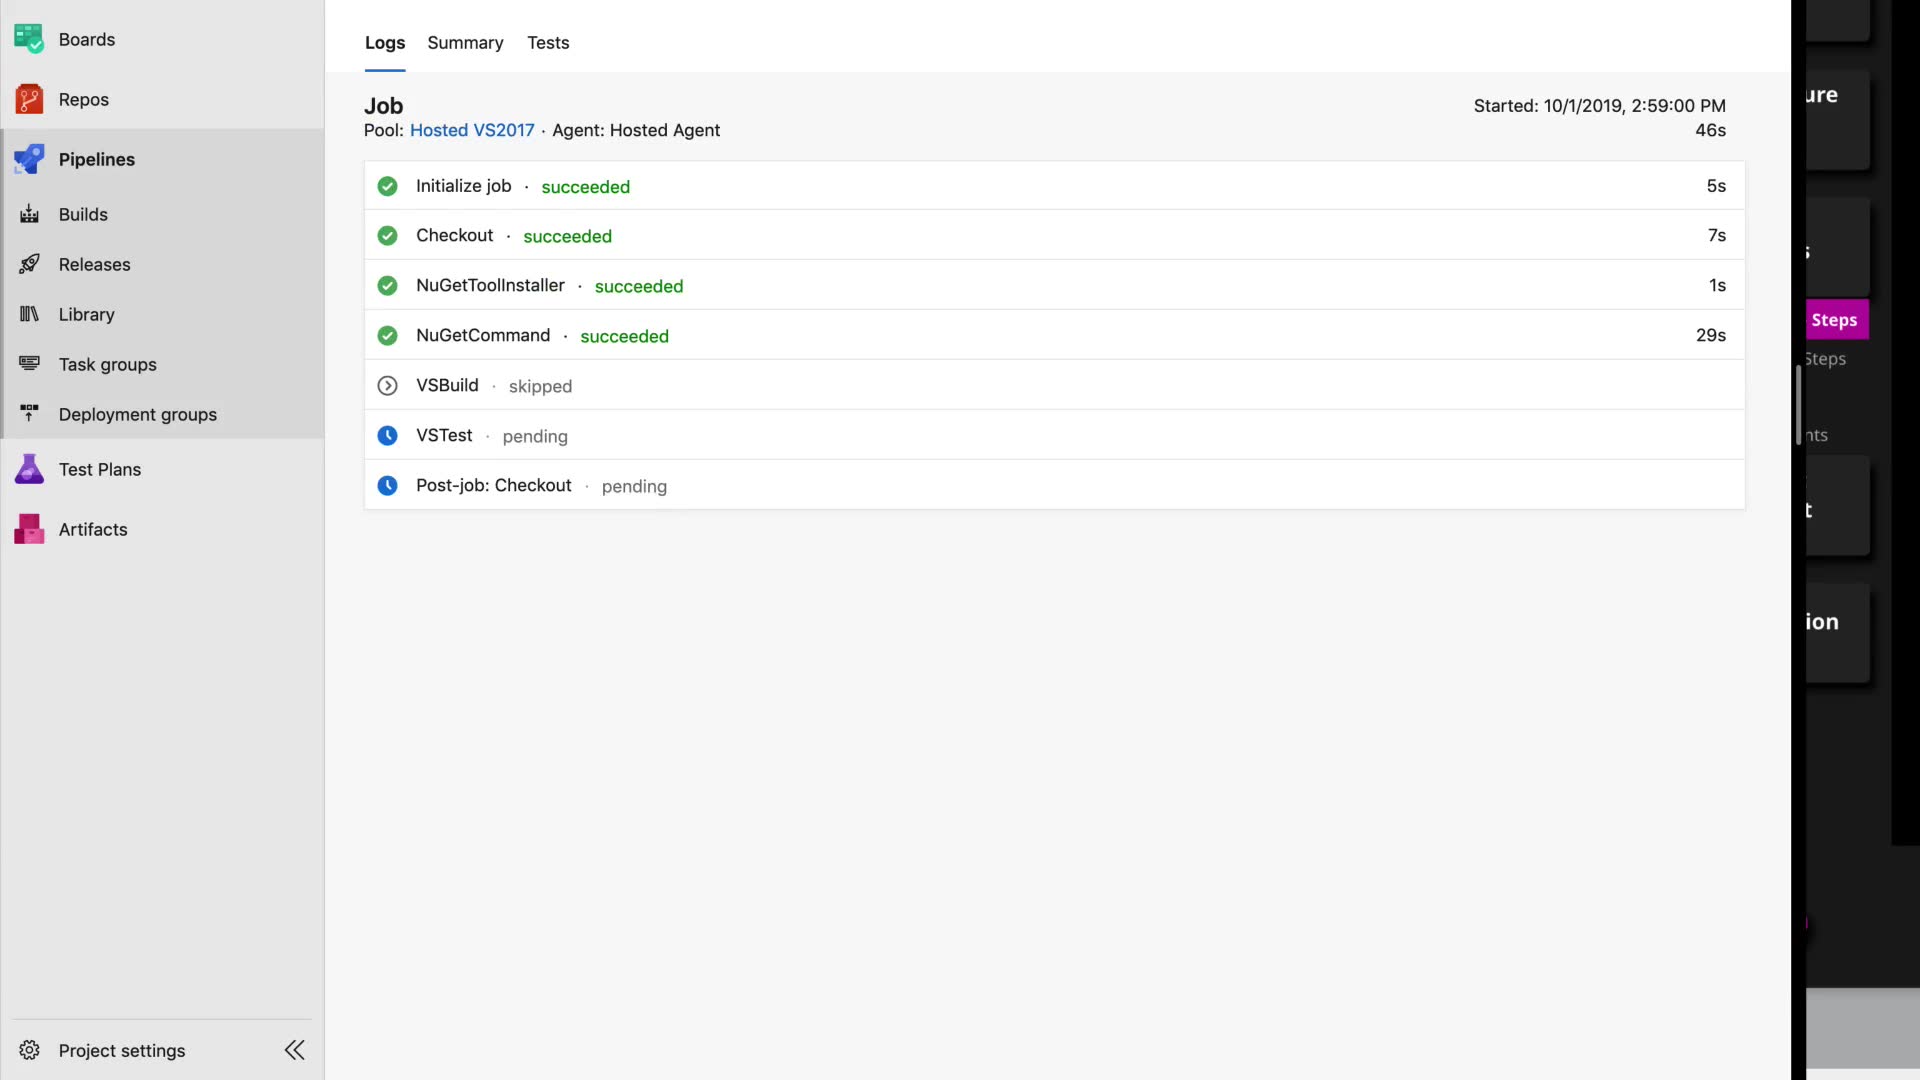 Boards
Repos
Pipelines
Builds
Releases
Library
Task groups
Deployment groups
Test Plans
Artifacts
Project settings
Logs Summary Tests
Job
Pool: Hosted VS2017 · Agent: Hosted Agent
Started: 10/1/2019, 2:59:00 PM
46s
Initialize job · succeeded 5s
Checkout · succeeded 7s
NuGetToolInstaller · succeeded 1s
NuGetCommand · succeeded 29s
VSBuild · skipped
VSTest · pending
Post-job: Checkout · pending
Steps
Steps